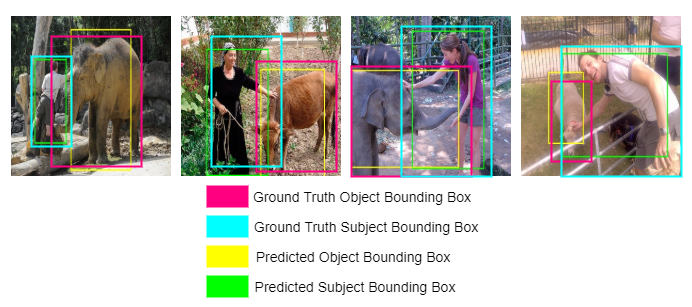 Ground Truth Object Bounding Box
Ground Truth Subject Bounding Box
Predicted Object Bounding Box
Predicted Subject Bounding Box